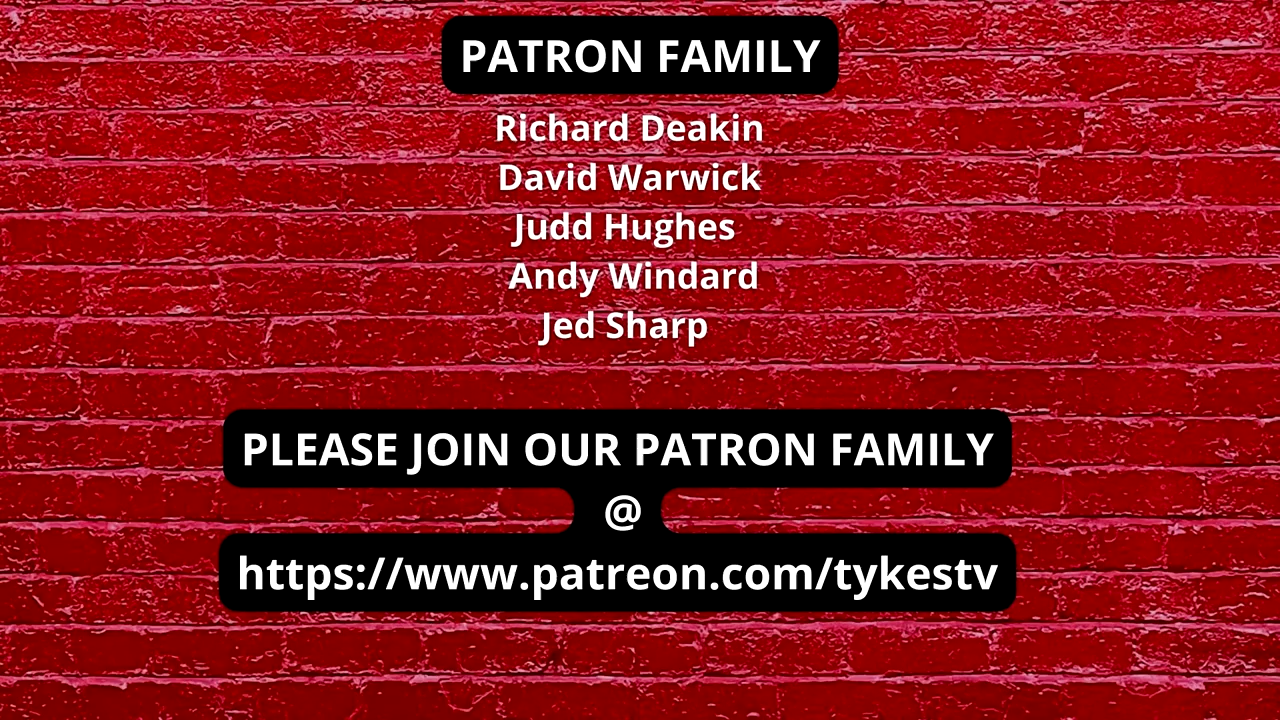 PATRON FAMILY
Richard Deakin
David Warwick
Judd Hughes
Andy Windard
Jed Sharp
PLEASE JOIN OUR PATRON FAMILY
@
https://www.patreon.com/tykestv